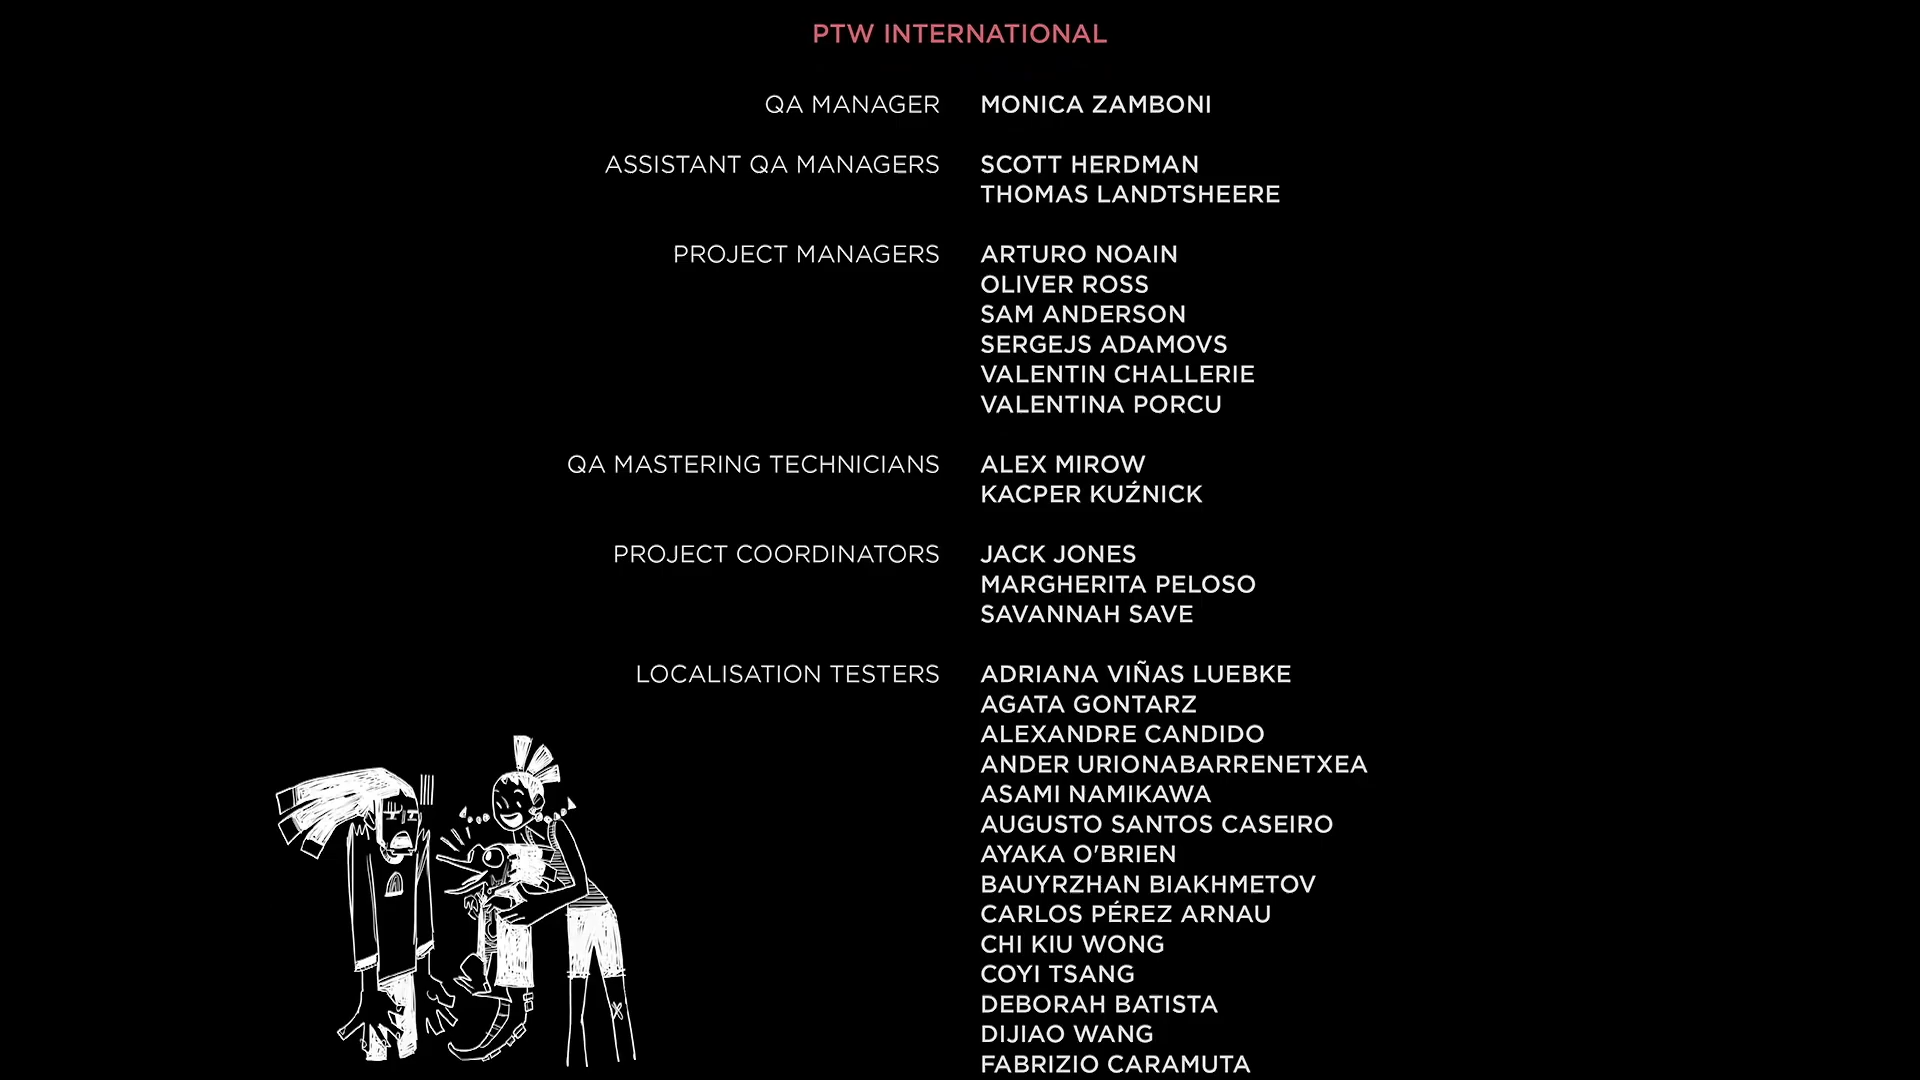 PTW INTERNATIONAL
QA MANAGER MONICA ZAMBONI
ASSISTANT QA MANAGERS SCOTT HERDMAN
THOMAS LANDTSHEERE
PROJECT MANAGERS ARTURO NOAIN
OLIVER ROSS
SAM ANDERSON
SERGEJS ADAMOVS
VALENTIN CHALLERIE
VALENTINA PORCU
QA MASTERING TECHNICIANS ALEX MIROW
KACPER KUŹNICK
PROJECT COORDINATORS JACK JONES
MARGHERITA PELOSO
SAVANNAH SAVE
LOCALISATION TESTERS ADRIANA VIÑAS LUEBKE
AGATA GONTARZ
ALEXANDRE CANDIDO
ANDER URIONABARRENETXEA
ASAMI NAMIKAWA
AUGUSTO SANTOS CASEIRO
AYAKA O'BRIEN
BAUYRZHAN BIAKHMETOV
CARLOS PÉREZ ARNAU
CHI KIU WONG
COYI TSANG
DEBORAH BATISTA
DIJIAO WANG
FABRIZIO CARAMUTA